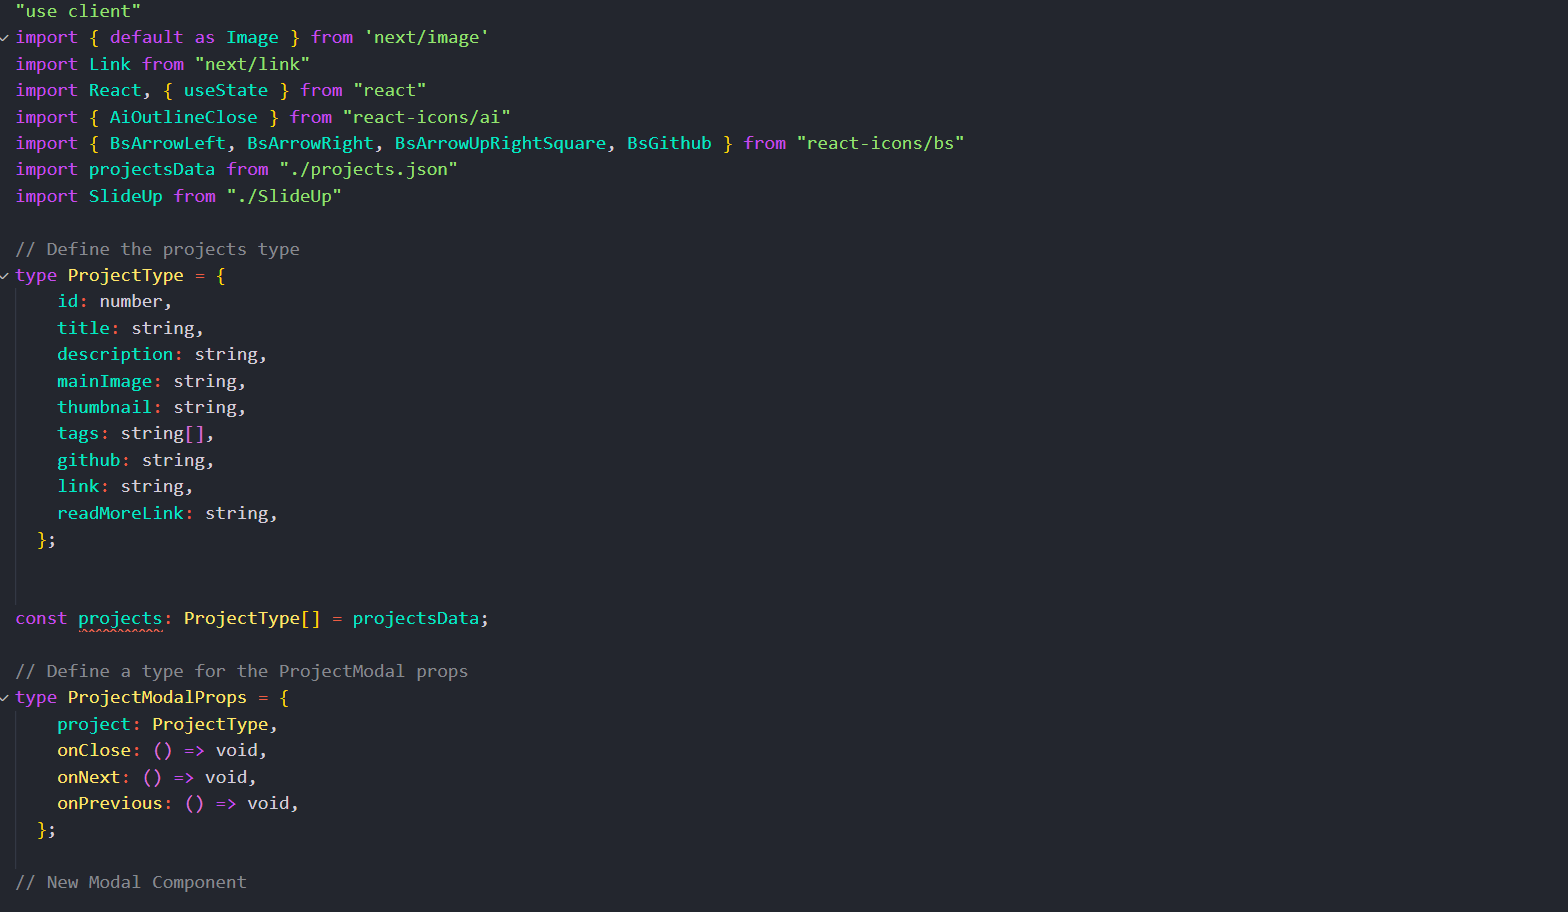 "use client"
import { default as Image } from 'next/image'
import Link from "next/link"
import React, { useState } from "react"
import { AiOutlineClose } from "react-icons/ai"
import { BsArrowLeft, BsArrowRight, BsArrowUpRightSquare, BsGithub } from "react-icons/bs"
import projectsData from "./projects.json"
import SlideUp from "./SlideUp"
// Define the projects type
type ProjectType = {
id: number,
title: string,
description: string,
mainImage: string,
thumbnail: string,
tags: string[],
github: string,
link: string,
readMoreLink: string,
};
const projects: ProjectType[] = projectsData;
// Define a type for the ProjectModal props
type ProjectModalProps = {
project: ProjectType,
onClose: () => void,
onNext: () => void,
onPrevious: () => void,
};
// New Modal Component